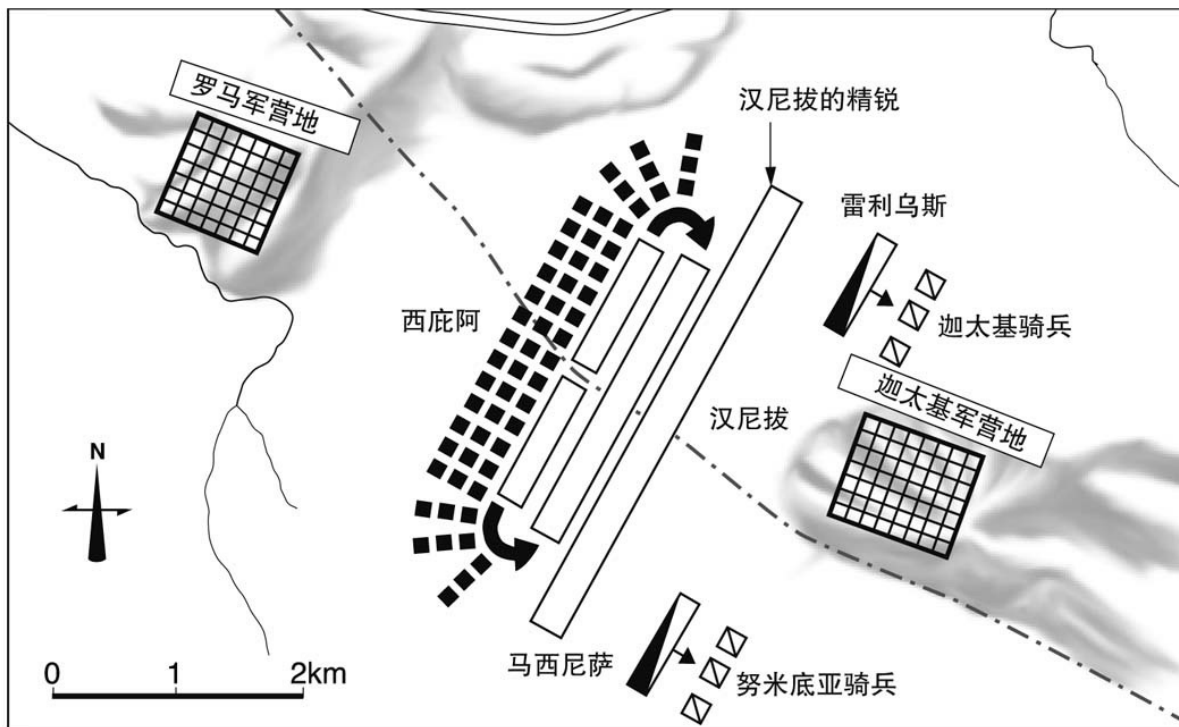 罗马军营地
汉尼拔的精锐
雷利乌斯
迦太基骑兵
西庇阿
迦太基军营地
汉尼拔
N
马西尼萨
努米底亚骑兵
0 1 2km